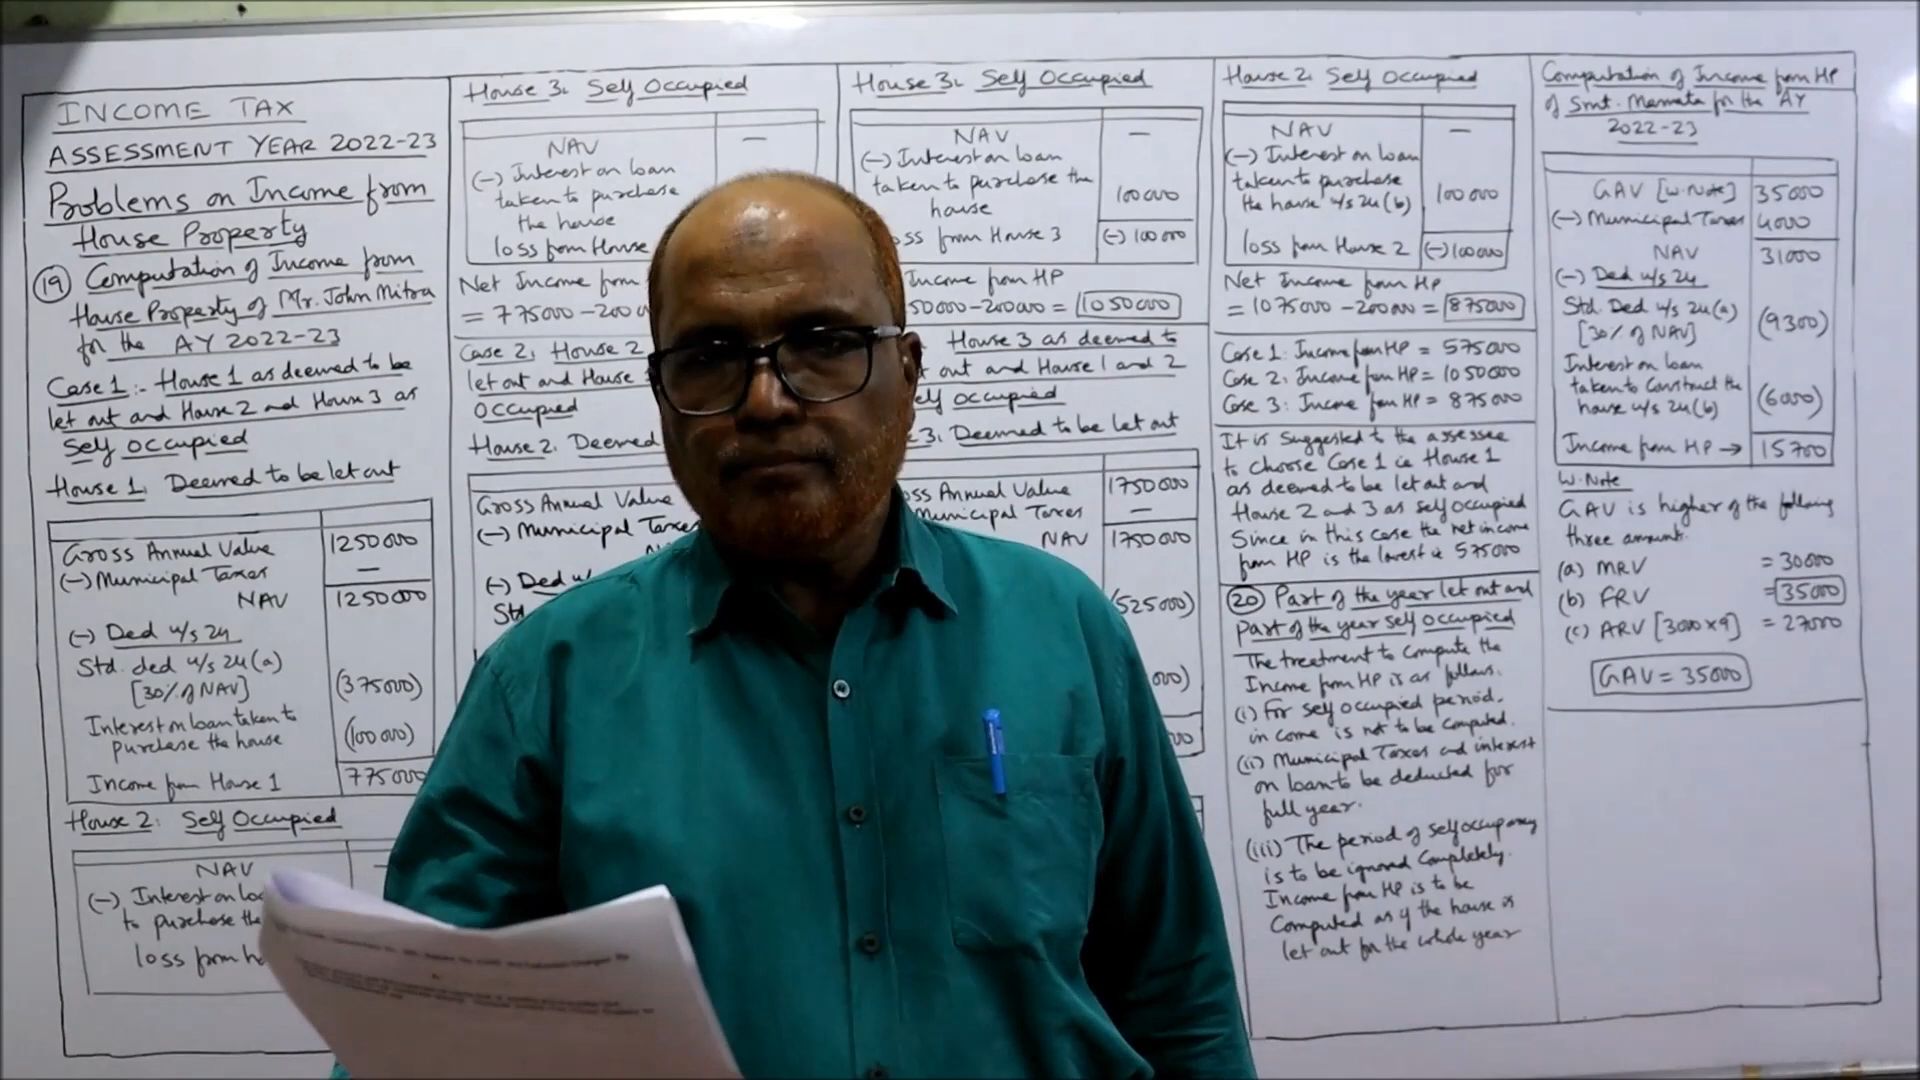 INCOME TAX
ASSESSMENT YEAR 2022-23
Problems on Income from
House Property
(19) Computation of Income from
House Property of Mr. John Mitra
for the AY 2022-23
Case 1:- House 1 as deemed to be
let out and House 2 and House 3 as
Self occupied
House 1: Deemed to be let out
Gross Annual Value 1250000
(-) Municipal Taxes —
NAV 1250000
(-) Ded u/s 24
Std. ded u/s 24(a)
[30% of NAV] (375000)
Interest on loan taken to
purchase the house (100000)
Income from House 1 775000
House 2: Self Occupied
NAV —
(-) Interest on
to purchase the
loss from
House 3: Self Occupied
NAV —
(-) Interest on loan
taken to purchase
the house
loss from House
Net Income from
= 775000 - 200
Case 2: House 2
let out and House
occupied
House 2: Deemed
Gross Annual Value
(-) Municipal Taxes
(-) Ded
House 3: Self Occupied
NAV —
(-) Interest on loan
taken to purchase the
house 100000
House 3 (-) 100000
Income from HP
50000 - 200000 = 1050000
House 3 as deemed to
out and House 1 and 2
occupied
3: Deemed to be let out
Annual Value 1750000
Municipal Taxes —
NAV 1750000
(525000)
House 2: Self Occupied
NAV —
(-) Interest on loan
taken to purchase
the house u/s 24(b) 100000
loss from House 2 (-) 100000
Net Income from HP
= 1075000 - 200000 = 875000
Case 1: Income from HP = 575000
Case 2: Income from HP = 1050000
Case 3: Income from HP = 875000
It is suggested to the assessee
to choose Case 1 ie House 1
as deemed to be let out and
House 2 and 3 as self occupied
Since in this case the net income
from HP is the lowest ie 575000
(20) Part of the year let out and
part of the year self occupied
The treatment to compute the
Income from HP is as follows.
(i) For self occupied period,
income is not to be computed.
(ii) Municipal Taxes and interest
on loan to be deducted for
full year.
(iii) The period of self occupancy
is to be ignored completely.
Income from HP is to be
Computed as if the house is
let out for the whole year
Computation of Income from HP
of Smt. Mamata for the AY
2022-23
GAV [W.Note] 35000
(-) Municipal Taxes 4000
NAV 31000
(-) Ded u/s 24
Std. Ded u/s 24(a)
[30% of NAV] (9300)
Interest on loan
taken to construct the
house u/s 24(b) (6000)
Income from HP → 15700
W.Note
GAV is higher of the following
three amount.
(a) MRV = 30000
(b) FRV = 35000
(c) ARV [3000x9] = 27000
GAV = 35000